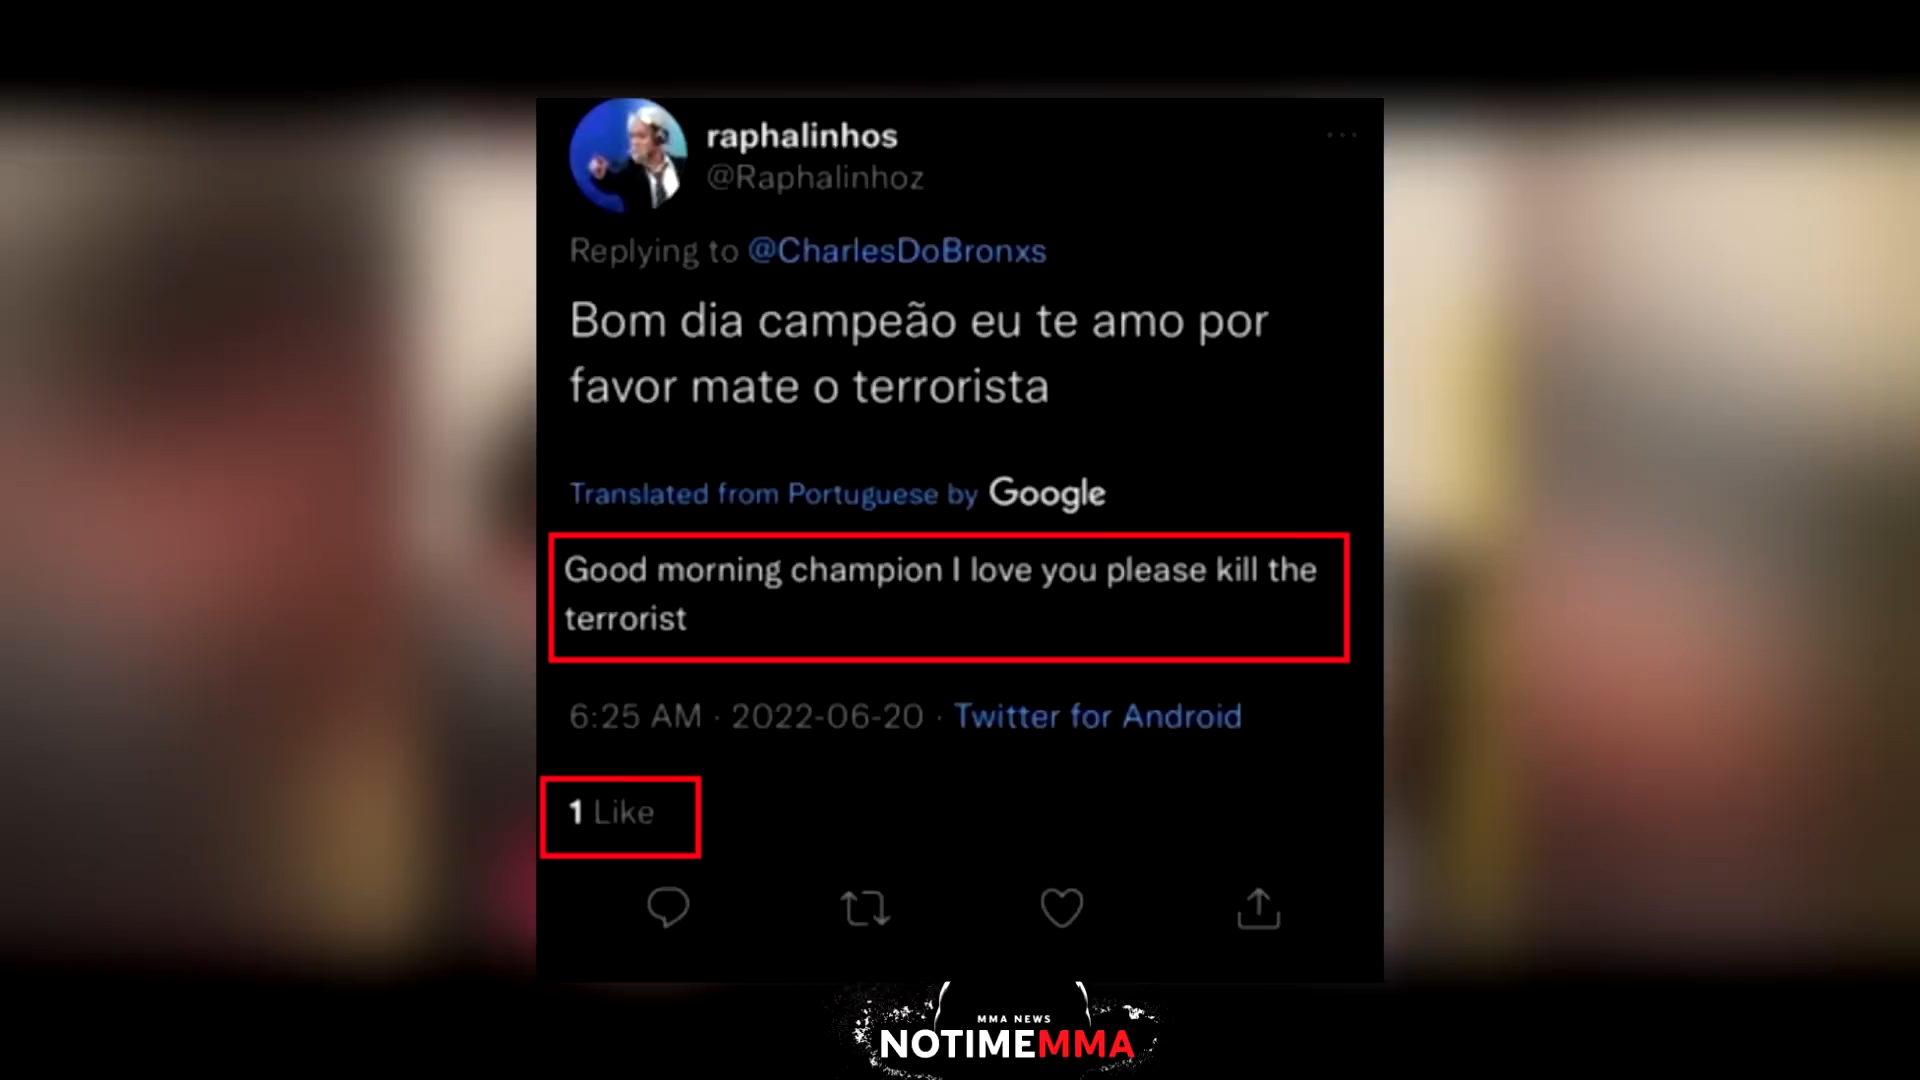 raphalinhos
@Raphalinhoz
Replying to @CharlesDoBronxs
Bom dia campeão eu te amo por
favor mate o terrorista
Translated from Portuguese by Google
Good morning champion I love you please kill the
terrorist
6:25 AM · 2022-06-20 · Twitter for Android
1 Like
MMA NEWS
NOTIMEMMA